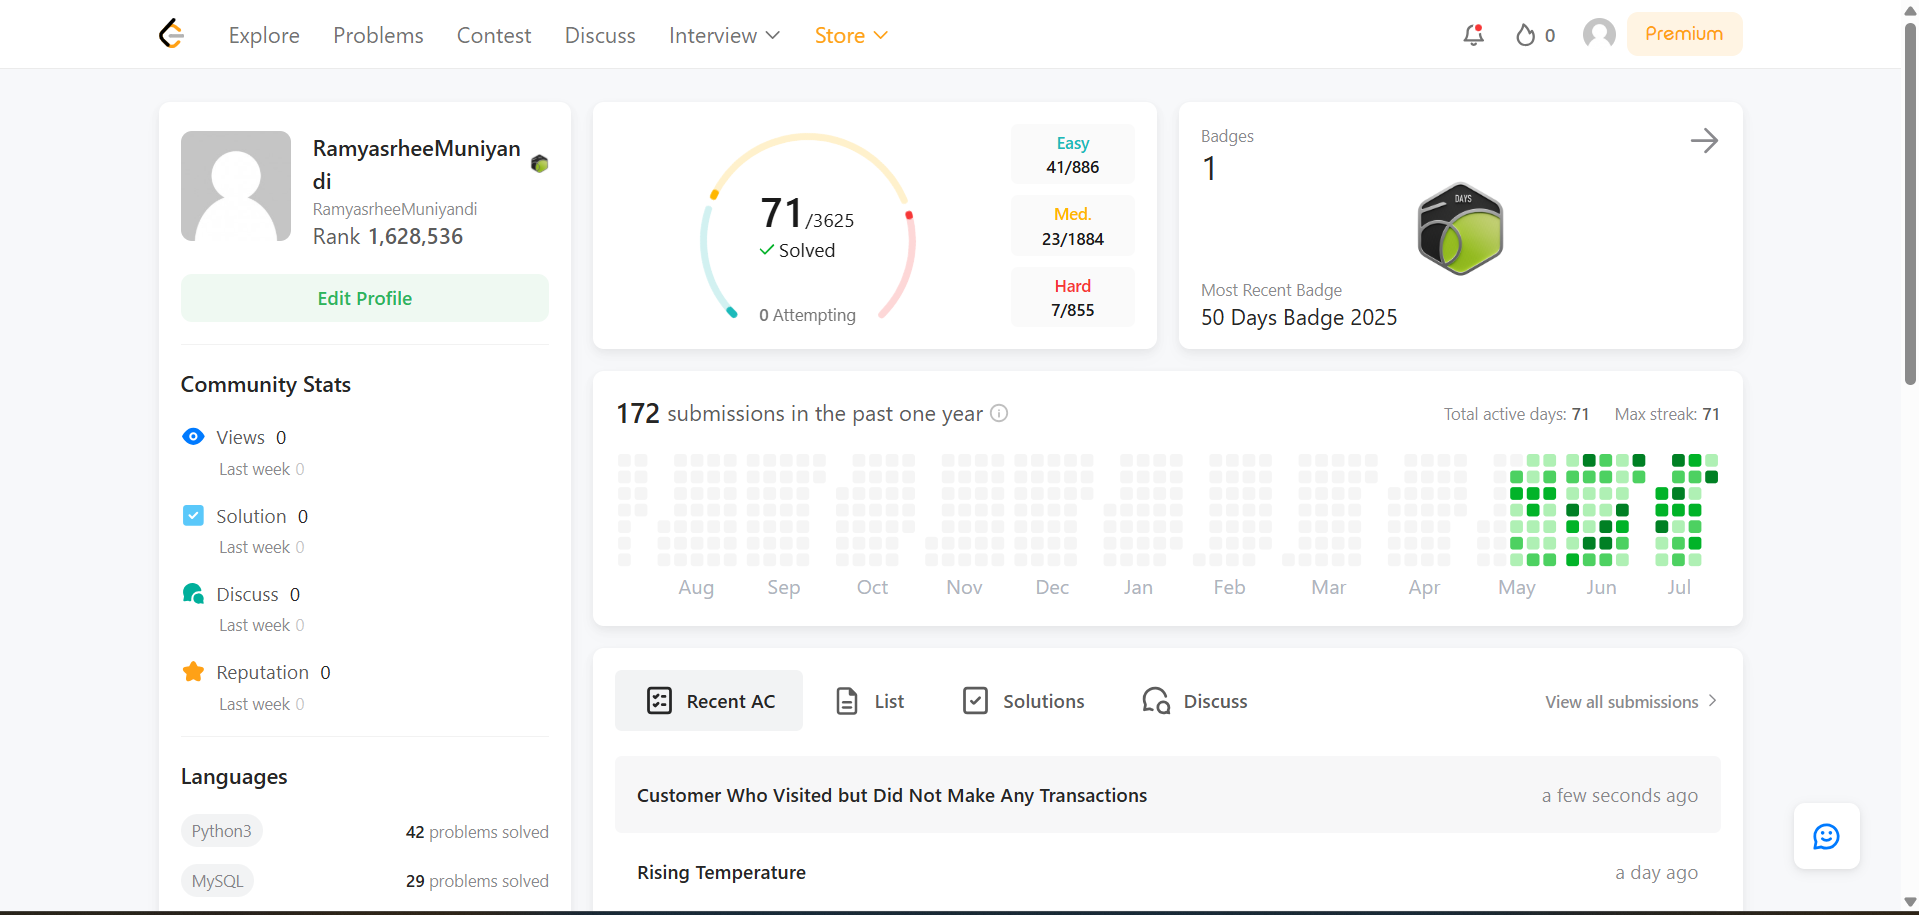 Explore Problems Contest Discuss Interview Store 0 Premium
RamyasrheeMuniyan
di
RamyasrheeMuniyandi
Rank 1,628,536
Edit Profile
Community Stats
Views 0
Last week 0
Solution 0
Last week 0
Discuss 0
Last week 0
Reputation 0
Last week 0
Languages
Python3 42 problems solved
MySQL 29 problems solved
71/3625
Solved
0 Attempting
Easy
41/886
Med.
23/1884
Hard
7/855
Badges
1
DAYS
Most Recent Badge
50 Days Badge 2025
172 submissions in the past one year Total active days: 71 Max streak: 71
Aug Sep Oct Nov Dec Jan Feb Mar Apr May Jun Jul
Recent AC List Solutions Discuss View all submissions
Customer Who Visited but Did Not Make Any Transactions a few seconds ago
Rising Temperature a day ago